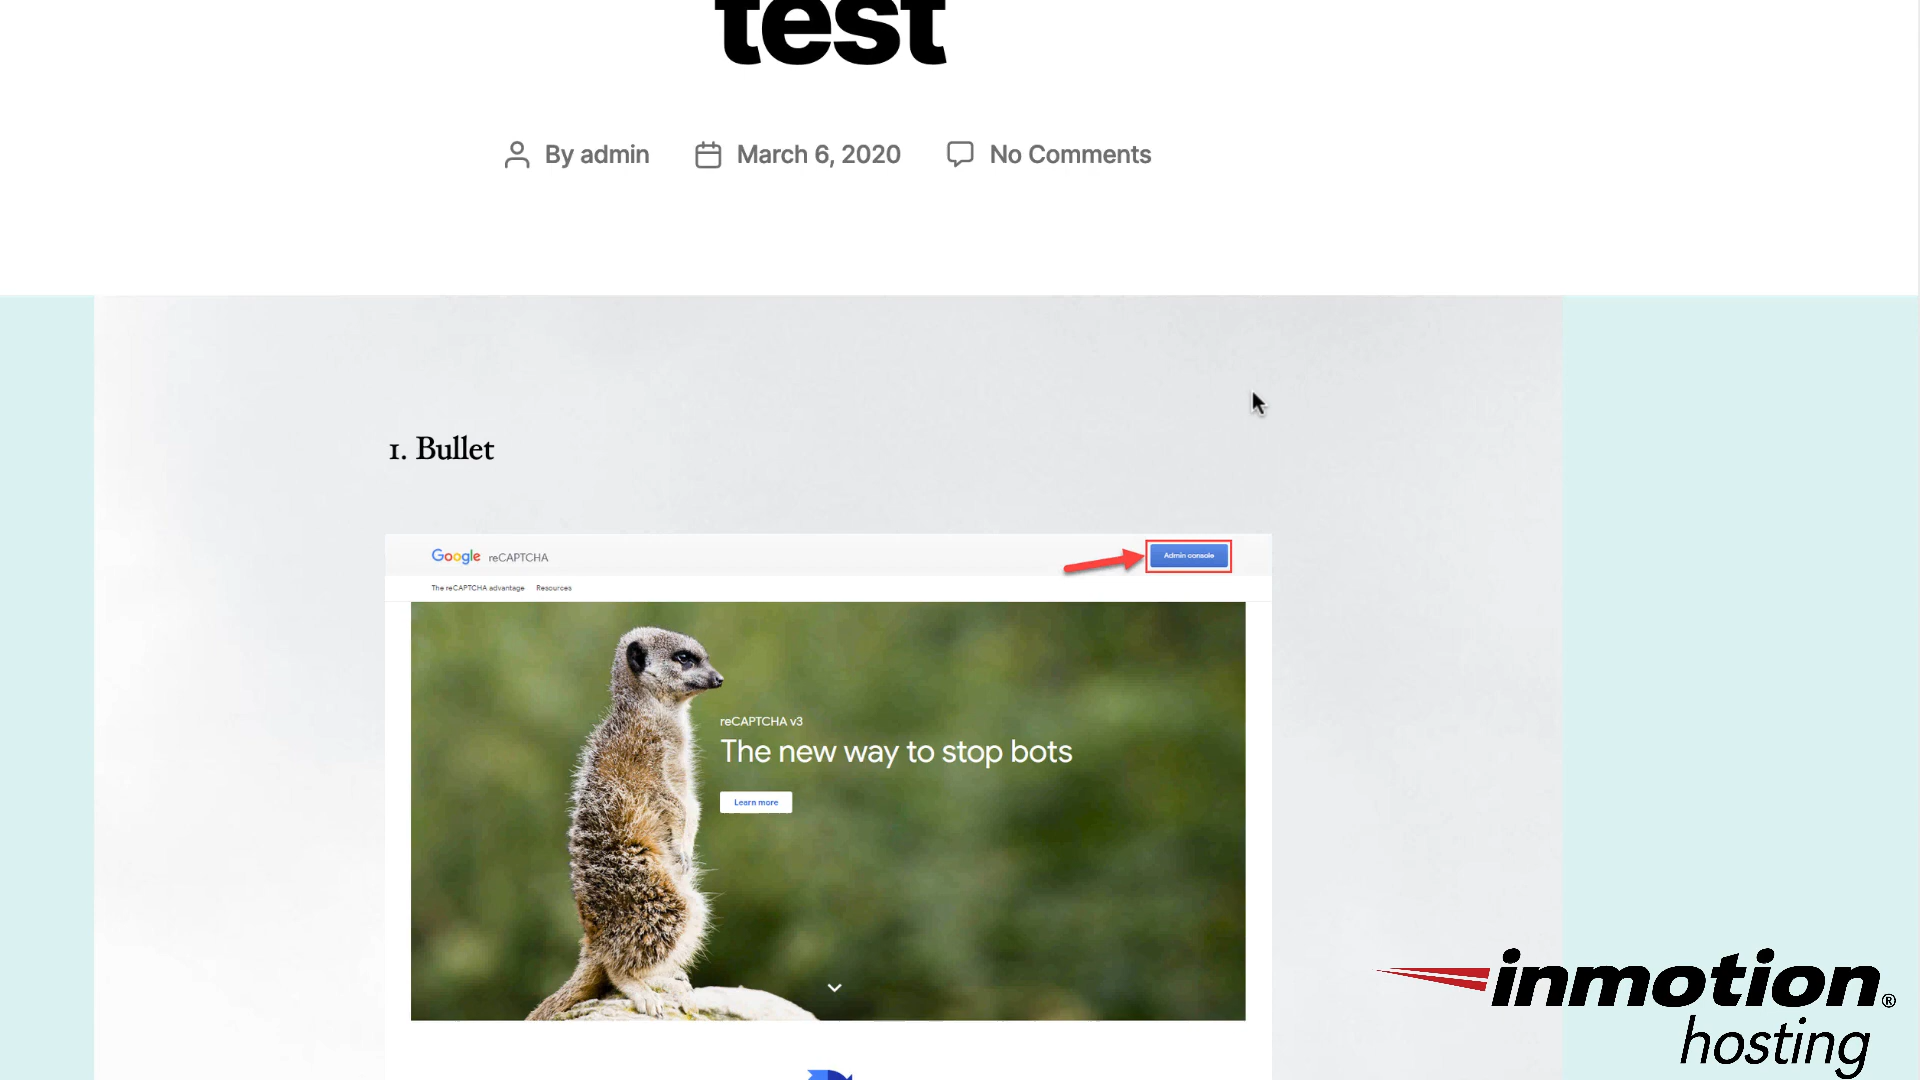 test
By admin March 6, 2020 No Comments
1. Bullet
Google reCAPTCHA
Admin console
The reCAPTCHA advantage Resources
reCAPTCHA v3
The new way to stop bots
Learn more
inmotion®
hosting